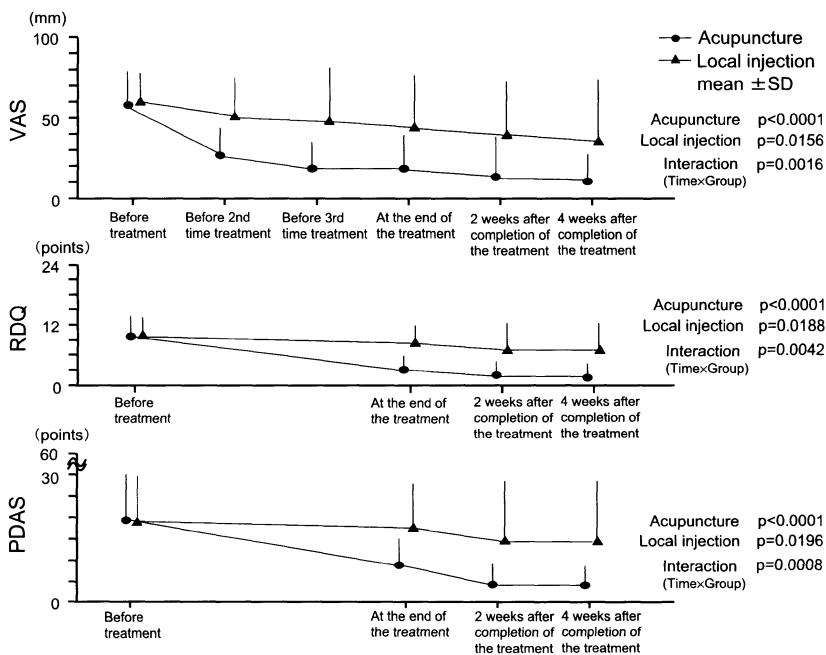 (mm)
100
50
0
VAS
Acupuncture
Local injection
mean ±SD
Acupuncture p<0.0001
Local injection p=0.0156
Interaction p=0.0016
(Time×Group)
Before
treatment
Before 2nd
time treatment
Before 3rd
time treatment
At the end of
the treatment
2 weeks after
completion of
the treatment
4 weeks after
completion of
the treatment
(points)
24
12
0
RDQ
Acupuncture p<0.0001
Local injection p=0.0188
Interaction p=0.0042
(Time×Group)
Before
treatment
At the end of
the treatment
2 weeks after
completion of
the treatment
4 weeks after
completion of
the treatment
(points)
60
30
0
PDAS
Acupuncture p<0.0001
Local injection p=0.0196
Interaction p=0.0008
(Time×Group)
Before
treatment
At the end of
the treatment
2 weeks after
completion of
the treatment
4 weeks after
completion of
the treatment